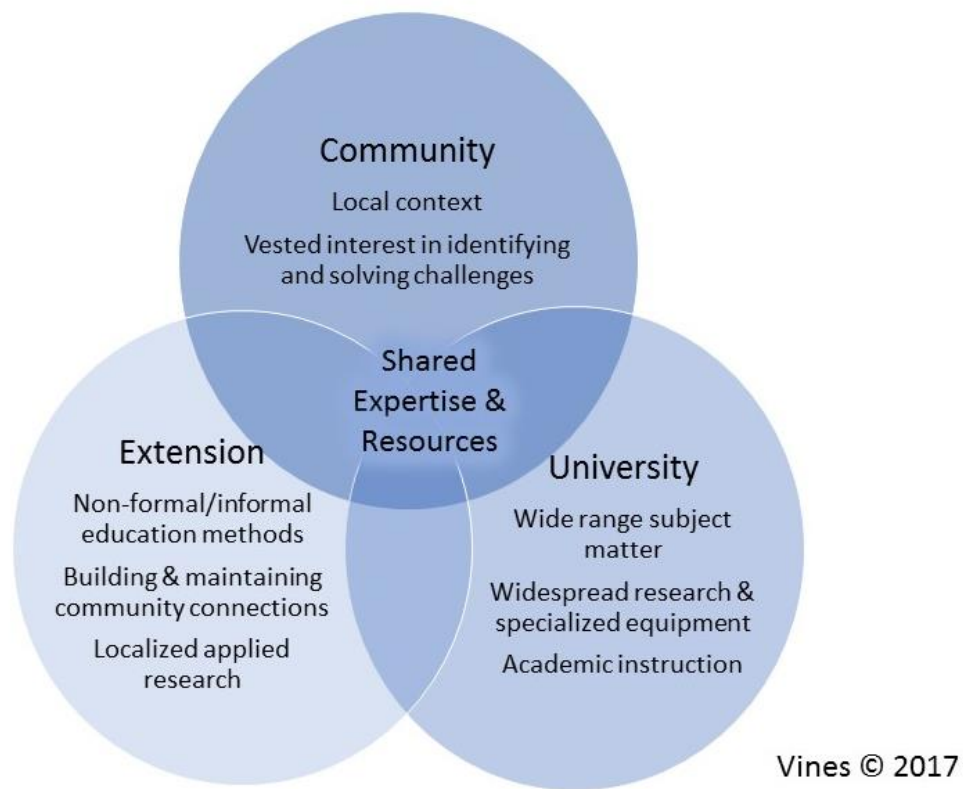 Community
Local context
Vested interest in identifying
and solving challenges
Shared
Expertise &
Resources
Extension
Non-formal/informal
education methods
Building & maintaining
community connections
Localized applied
research
University
Wide range subject
matter
Widespread research &
specialized equipment
Academic instruction
Vines © 2017